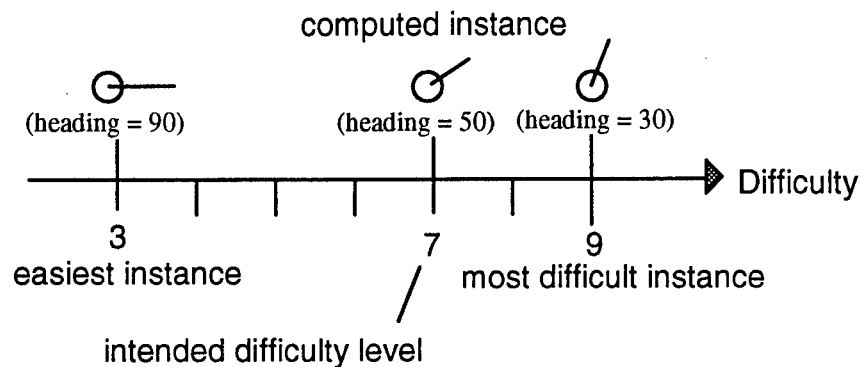 computed instance
(heading = 90) (heading = 50) (heading = 30)
Difficulty
3 7 9
easiest instance most difficult instance
intended difficulty level